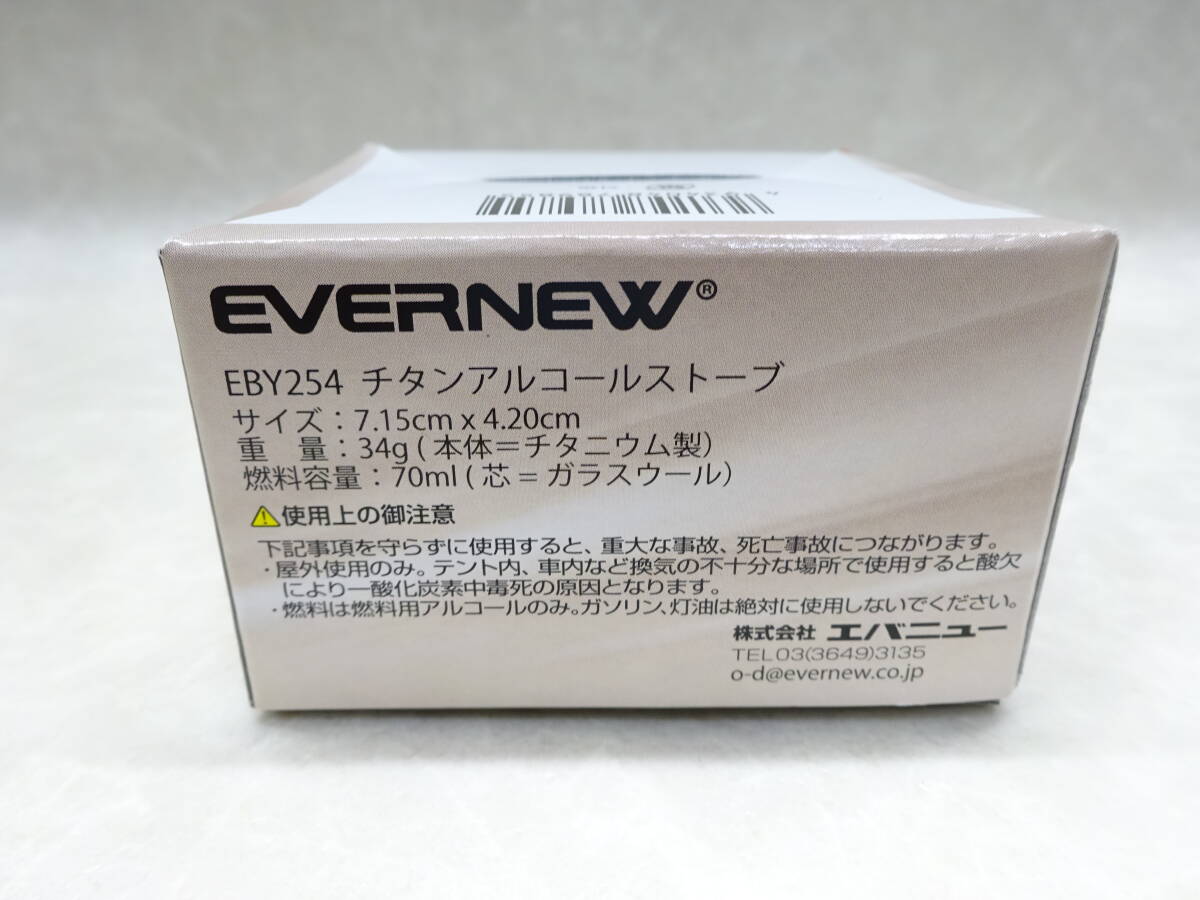 EVERNEW®
EBY254 チタンアルコールストーブ
サイズ：7.15cm x 4.20cm
重 量：34g ( 本体＝チタニウム製）
燃料容量：70ml ( 芯 = ガラスウール）
使用上の御注意
下記事項を守らずに使用すると、重大な事故、死亡事故につながります。
・屋外使用のみ。テント内、車内など換気の不十分な場所で使用すると酸欠
により一酸化炭素中毒死の原因となります。
・燃料は燃料用アルコールのみ。ガソリン、灯油は絶対に使用しないでください。
株式会社 エバニュー
TEL03(3649)3135
o-d@evernew.co.jp